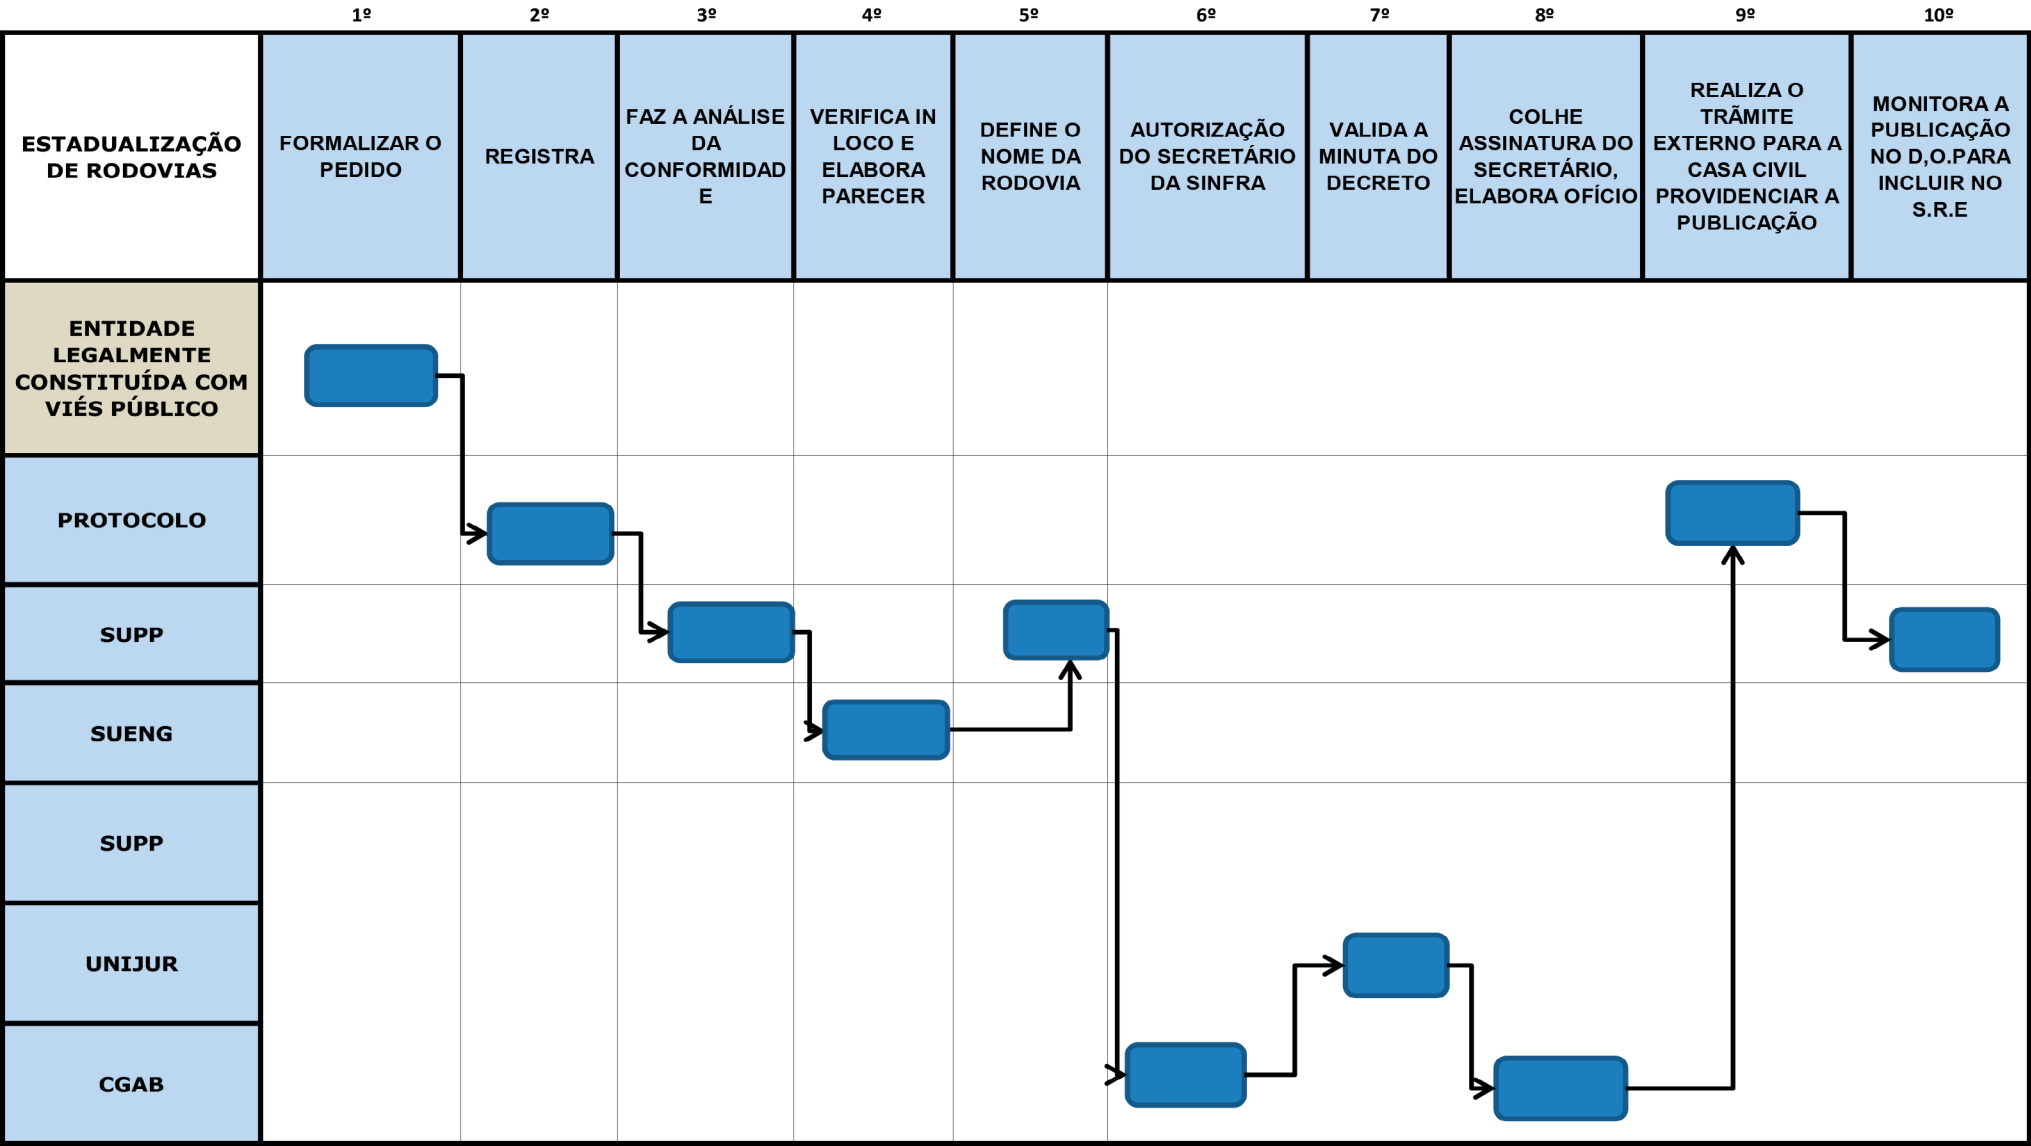 1º 2º 3º 4º 5º 6º 7º 8º 9º 10º
ESTADUALIZAÇÃO
DE RODOVIAS
FORMALIZAR O
PEDIDO
REGISTRA
FAZ A ANÁLISE
DA
CONFORMIDAD
E
VERIFICA IN
LOCO E
ELABORA
PARECER
DEFINE O
NOME DA
RODOVIA
AUTORIZAÇÃO
DO SECRETÁRIO
DA SINFRA
VALIDA A
MINUTA DO
DECRETO
COLHE
ASSINATURA DO
SECRETÁRIO,
ELABORA OFÍCIO
REALIZA O
TRÃMITE
EXTERNO PARA A
CASA CIVIL
PROVIDENCIAR A
PUBLICAÇÃO
MONITORA A
PUBLICAÇÃO
NO D,O.PARA
INCLUIR NO
S.R.E
ENTIDADE
LEGALMENTE
CONSTITUÍDA COM
VIÉS PÚBLICO
PROTOCOLO
SUPP
SUENG
SUPP
UNIJUR
CGAB